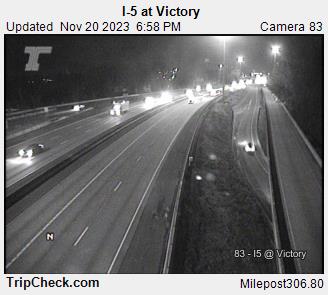 I-5 at Victory
Updated Nov 20 2023 6:58 PM Camera 83
N
83 - I5 @ Victory
TripCheck.com Milepost306.80